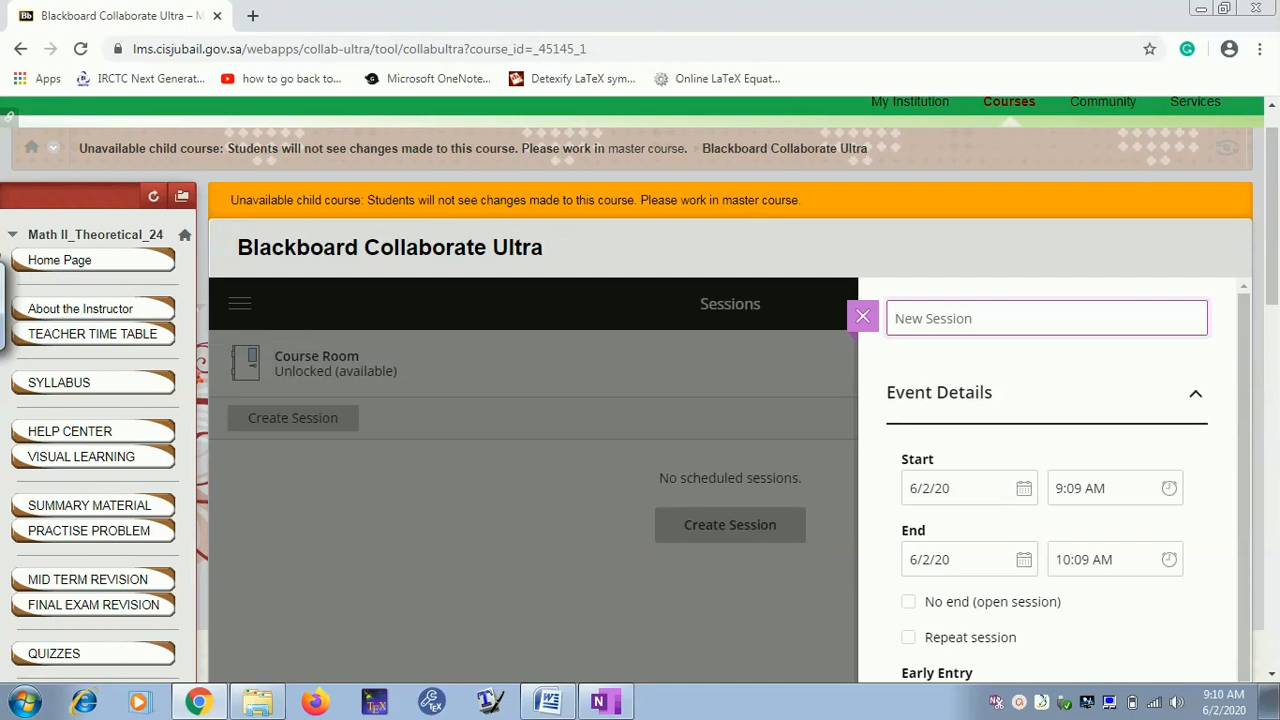 Blackboard Collaborate Ultra – M
lms.cisjubail.gov.sa/webapps/collab-ultra/tool/collabultra?course_id=_45145_1
Apps
IRCTC Next Generat...
how to go back to...
Microsoft OneNote...
Detexify LaTeX sym...
Online LaTeX Equat...
My Institution
Courses
Community
Services
Unavailable child course: Students will not see changes made to this course. Please work in master course.
Blackboard Collaborate Ultra
Unavailable child course: Students will not see changes made to this course. Please work in master course.
Math II_Theoretical_24
Home Page
About the Instructor
TEACHER TIME TABLE
SYLLABUS
HELP CENTER
VISUAL LEARNING
SUMMARY MATERIAL
PRACTISE PROBLEM
MID TERM REVISION
FINAL EXAM REVISION
QUIZZES
Blackboard Collaborate Ultra
Sessions
Course Room
Unlocked (available)
Create Session
No scheduled sessions.
Create Session
New Session
Event Details
Start
6/2/20
9:09 AM
End
6/2/20
10:09 AM
No end (open session)
Repeat session
Early Entry
9:10 AM
6/2/2020